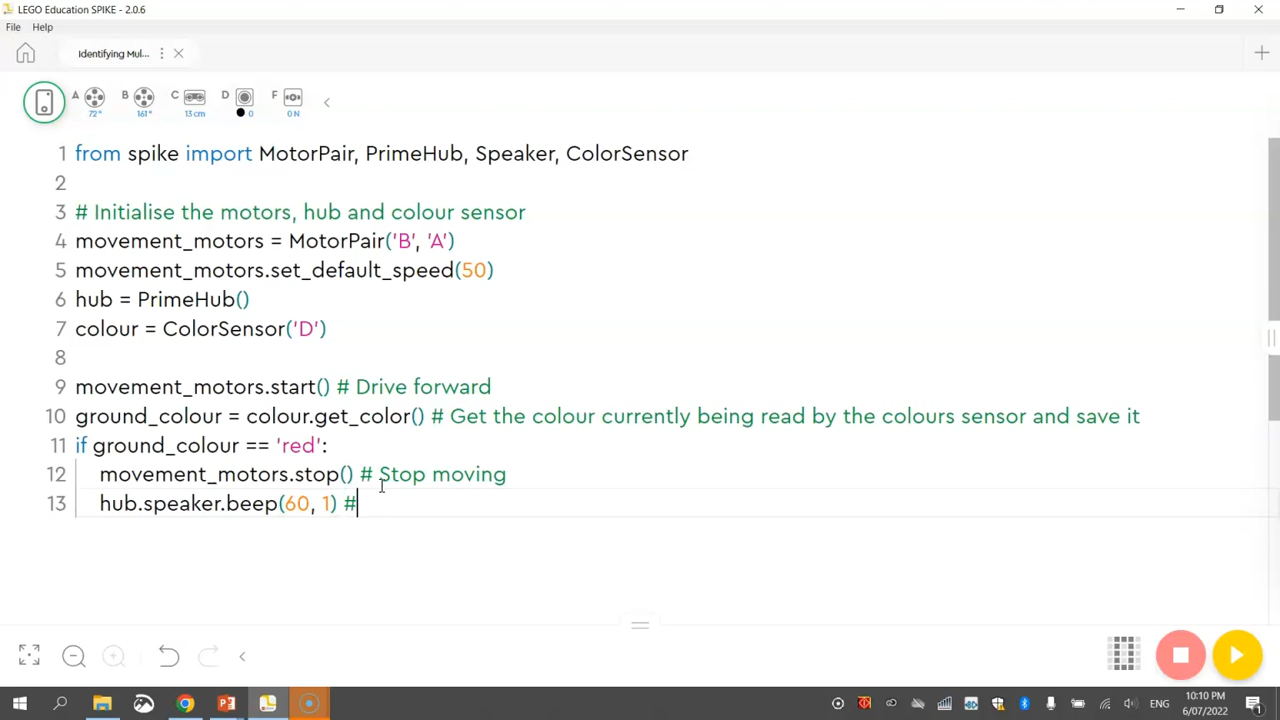 LEGO Education SPIKE - 2.0.6
File Help
Identifying Mul...
A B C D F
72° 161° 13 cm 0 0 N
1 from spike import MotorPair, PrimeHub, Speaker, ColorSensor
2
3 # Initialise the motors, hub and colour sensor
4 movement_motors = MotorPair('B', 'A')
5 movement_motors.set_default_speed(50)
6 hub = PrimeHub()
7 colour = ColorSensor('D')
8
9 movement_motors.start() # Drive forward
10 ground_colour = colour.get_color() # Get the colour currently being read by the colours sensor and save it
11 if ground_colour == 'red':
12 movement_motors.stop() # Stop moving
13 hub.speaker.beep(60, 1) #
10:10 PM
ENG
6/07/2022
1